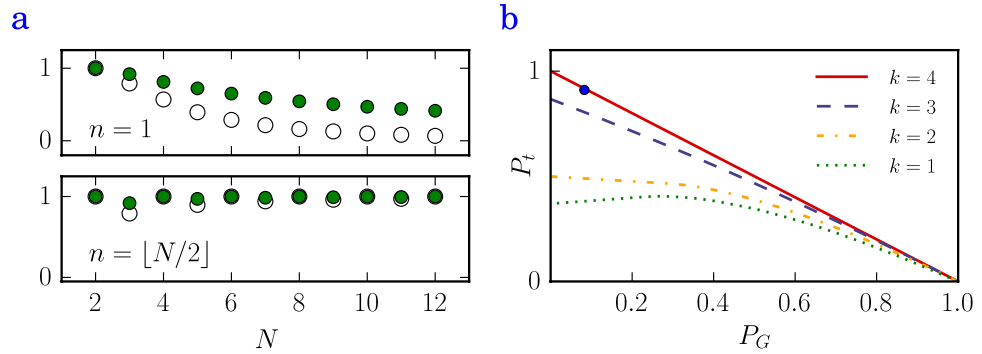 a
1
0
n = 1
1
0
n = ⌊N/2⌋
2 4 6 8 10 12
N
b
1
0
P_t
k = 4
k = 3
k = 2
k = 1
0.2 0.4 0.6 0.8 1.0
P_G